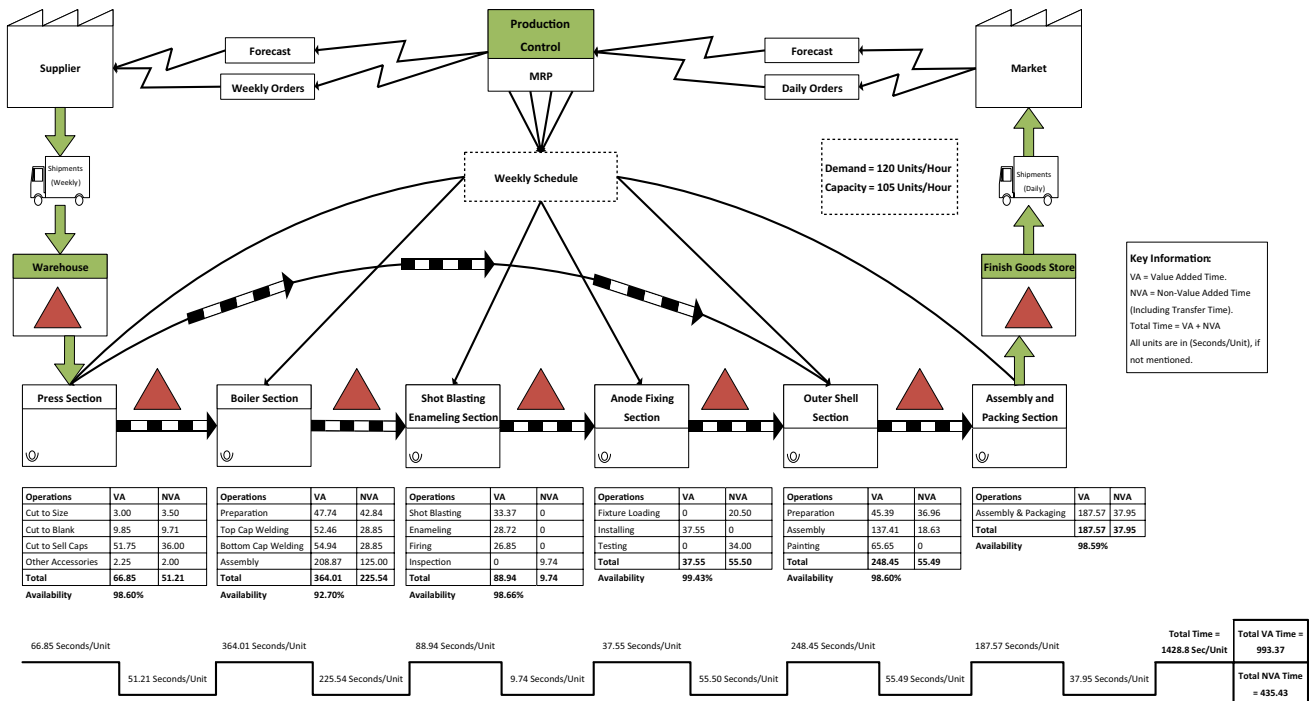 Supplier
Forecast
Weekly Orders
Production
Control
MRP
Forecast
Daily Orders
Market
Shipments
(Weekly)
Weekly Schedule
Demand = 120 Units/Hour
Capacity = 105 Units/Hour
Shipments
(Daily)
Warehouse
Finish Goods Store
Key Information:
VA = Value Added Time.
NVA = Non-Value Added Time
(Including Transfer Time).
Total Time = VA + NVA
All units are in (Seconds/Unit), if
not mentioned.
Press Section
Boiler Section
Shot Blasting
Enameling Section
Anode Fixing
Section
Outer Shell
Section
Assembly and
Packing Section
Operations VA NVA
Cut to Size 3.00 3.50
Cut to Blank 9.85 9.71
Cut to Sell Caps 51.75 36.00
Other Accessories 2.25 2.00
Total 66.85 51.21
Availability 98.60%
Operations VA NVA
Preparation 47.74 42.84
Top Cap Welding 52.46 28.85
Bottom Cap Welding 54.94 28.85
Assembly 208.87 125.00
Total 364.01 225.54
Availability 92.70%
Operations VA NVA
Shot Blasting 33.37 0
Enameling 28.72 0
Firing 26.85 0
Inspection 0 9.74
Total 88.94 9.74
Availability 98.66%
Operations VA NVA
Fixture Loading 0 20.50
Installing 37.55 0
Testing 0 34.00
Total 37.55 55.50
Availability 99.43%
Operations VA NVA
Preparation 45.39 36.96
Assembly 137.41 18.63
Painting 65.65 0
Total 248.45 55.49
Availability 98.60%
Operations VA NVA
Assembly & Packaging 187.57 37.95
Total 187.57 37.95
Availability 98.59%
66.85 Seconds/Unit
51.21 Seconds/Unit
364.01 Seconds/Unit
225.54 Seconds/Unit
88.94 Seconds/Unit
9.74 Seconds/Unit
37.55 Seconds/Unit
55.50 Seconds/Unit
248.45 Seconds/Unit
55.49 Seconds/Unit
187.57 Seconds/Unit
37.95 Seconds/Unit
Total Time =
1428.8 Sec/Unit
Total VA Time =
993.37
Total NVA Time
= 435.43